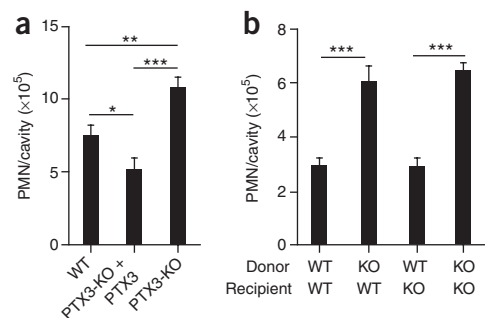 a
PMN/cavity (×10⁵)
15
10
5
0
**
***
*
WT
PTX3-KO +
PTX3
PTX3-KO
b
PMN/cavity (×10⁵)
8
6
4
2
0
***
***
Donor WT KO WT KO
Recipient WT WT KO KO